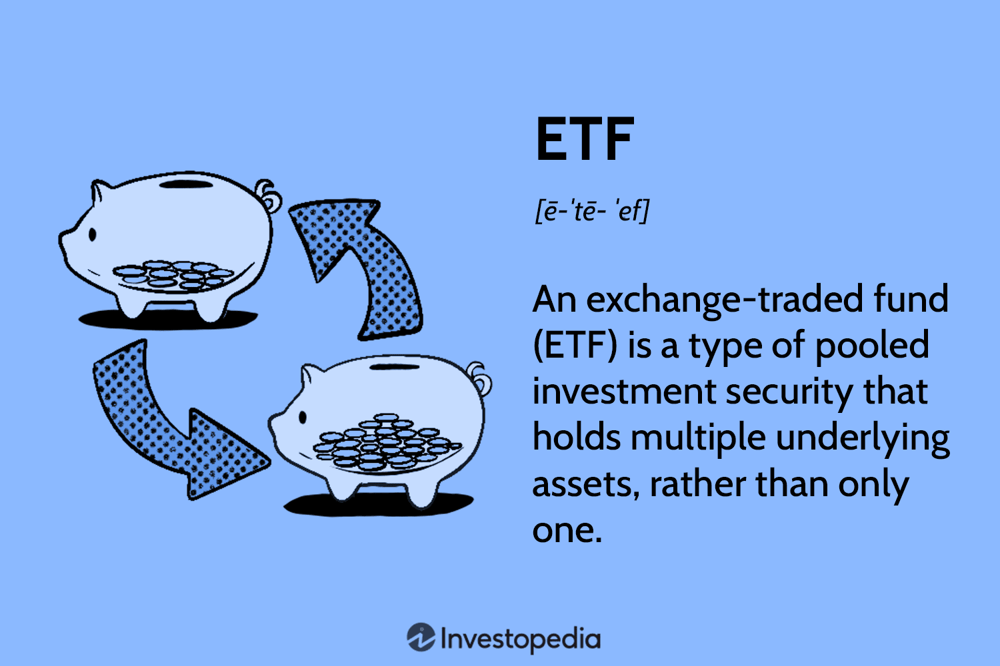 ETF
[ē-ˈtē- ˈef]
An exchange-traded fund
(ETF) is a type of pooled
investment security that
holds multiple underlying
assets, rather than only
one.
Investopedia